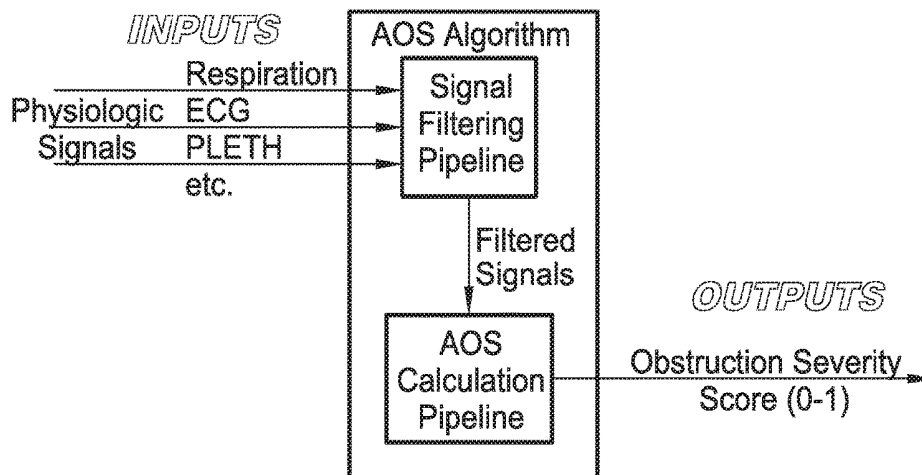 INPUTS
AOS Algorithm
Respiration
Physiologic ECG
Signals PLETH
etc.
Signal
Filtering
Pipeline
Filtered
Signals
OUTPUTS
AOS
Calculation
Pipeline
Obstruction Severity
Score (0-1)